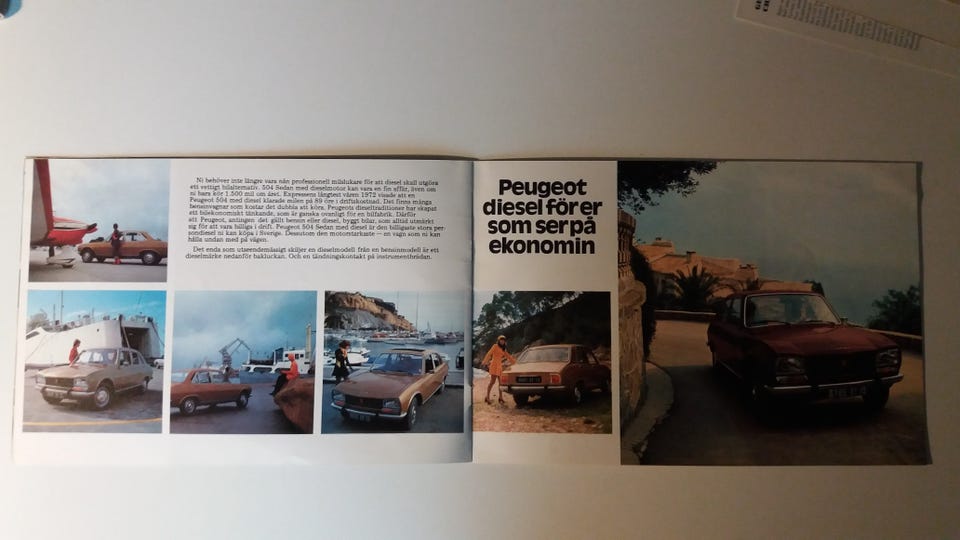 Ni behöver inte längre vara nån professionell milslukare för att diesel skall utgöra
ett vettigt bilalternativ. 504 Sedan med dieselmotor kan vara en fin affär, även om
ni bara kör 1.500 mil om året. Expressens långtest våren 1972 visade att en
Peugeot 504 med diesel klarade milen på 89 öre i driftskostnad. Det finns många
bensinvagnar som kostar det dubbla att köra. Peugeots dieseltraditioner har skapat
ett bilekonomiskt tänkande, som är ganska ovanligt för en bilfabrik. Därför
att Peugeot, antingen det gällt bensin eller diesel, byggt bilar, som alltid utmärkt
sig för att vara billiga i drift. Peugeot 504 Sedan med diesel är den billigaste stora per-
sondiesel ni kan köpa i Sverige. Dessutom den motorstarkaste — en vagn som ni kan
hålla undan med på vägen.
Det enda som utseendemässigt skiljer en dieselmodell från en bensinmodell är ett
dieselmärke nedanför bakluckan. Och en tändningskontakt på instrumentbrädan.
Peugeot
diesel för er
som ser på
ekonomin